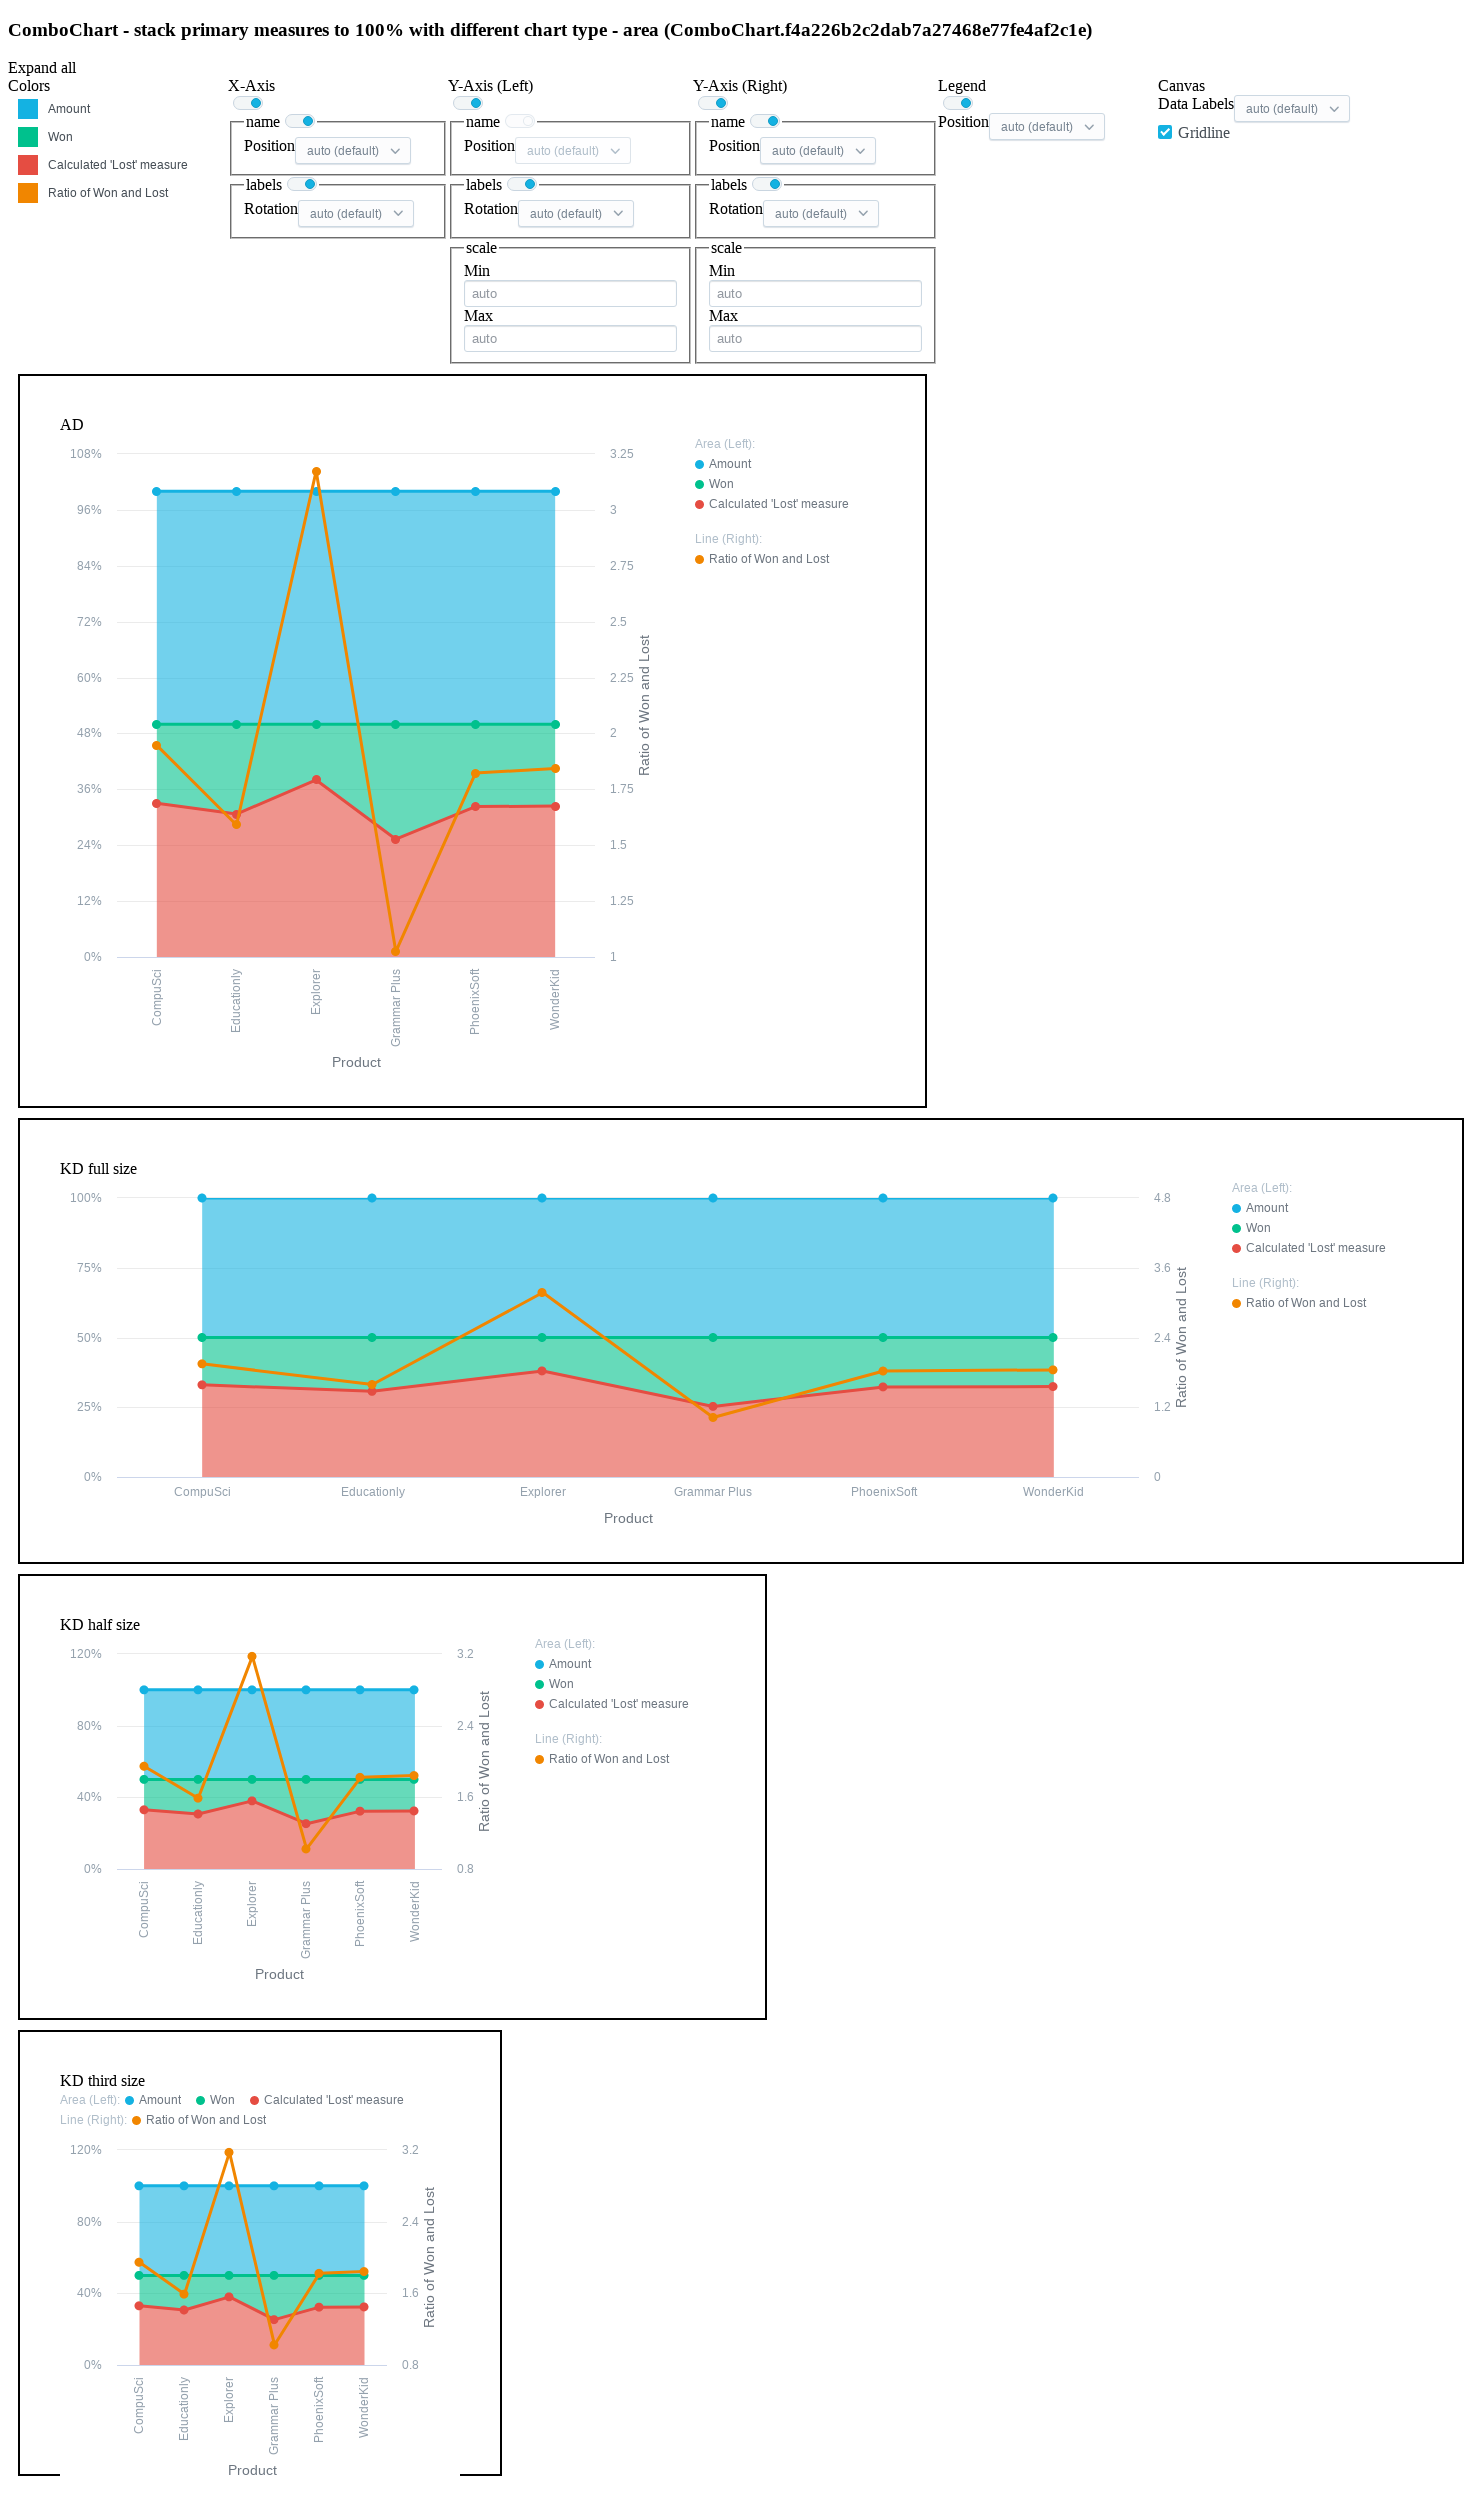 ComboChart - stack primary measures to 100% with different chart type - area (ComboChart.f4a226b2c2dab7a27468e77fe4af2c1e)
Expand all
Colors
Amount
Won
Calculated 'Lost' measure
Ratio of Won and Lost
X-Axis
name
Position auto (default)
labels
Rotation auto (default)
Y-Axis (Left)
name
Position auto (default)
labels
Rotation auto (default)
scale
Min
auto
Max
auto
Y-Axis (Right)
name
Position auto (default)
labels
Rotation auto (default)
scale
Min
auto
Max
auto
Legend
Position auto (default)
Canvas
Data Labels auto (default)
Gridline
AD
108%
96%
84%
72%
60%
48%
36%
24%
12%
0%
3.25
3
2.75
2.5
2.25
2
1.75
1.5
1.25
1
Ratio of Won and Lost
CompuSci
Educationly
Explorer
Grammar Plus
PhoenixSoft
WonderKid
Product
Area (Left):
Amount
Won
Calculated 'Lost' measure
Line (Right):
Ratio of Won and Lost
KD full size
100%
75%
50%
25%
0%
4.8
3.6
2.4
1.2
0
Ratio of Won and Lost
CompuSci
Educationly
Explorer
Grammar Plus
PhoenixSoft
WonderKid
Product
Area (Left):
Amount
Won
Calculated 'Lost' measure
Line (Right):
Ratio of Won and Lost
KD half size
120%
80%
40%
0%
3.2
2.4
1.6
0.8
Ratio of Won and Lost
CompuSci
Educationly
Explorer
Grammar Plus
PhoenixSoft
WonderKid
Product
Area (Left):
Amount
Won
Calculated 'Lost' measure
Line (Right):
Ratio of Won and Lost
KD third size
Area (Left): Amount Won Calculated 'Lost' measure
Line (Right): Ratio of Won and Lost
120%
80%
40%
0%
3.2
2.4
1.6
0.8
Ratio of Won and Lost
CompuSci
Educationly
Explorer
Grammar Plus
PhoenixSoft
WonderKid
Product